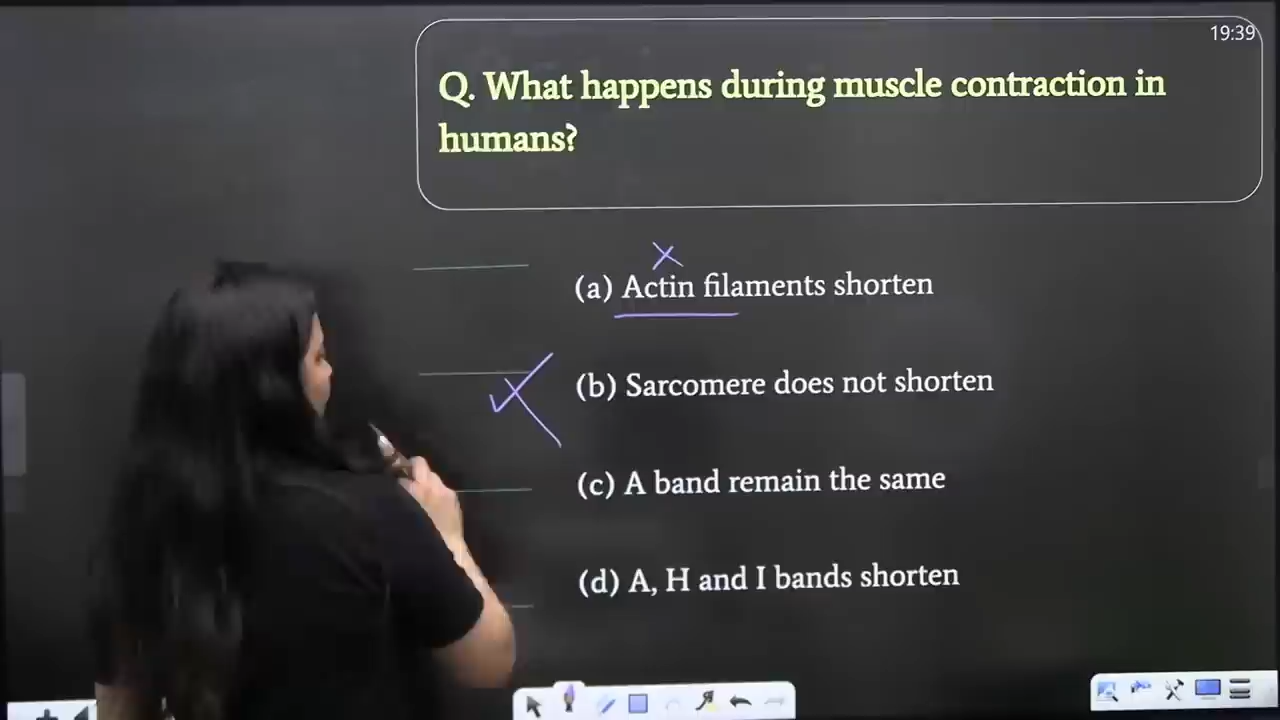 19:39
Q. What happens during muscle contraction in
humans?
(a) Actin filaments shorten
(b) Sarcomere does not shorten
(c) A band remain the same
(d) A, H and I bands shorten